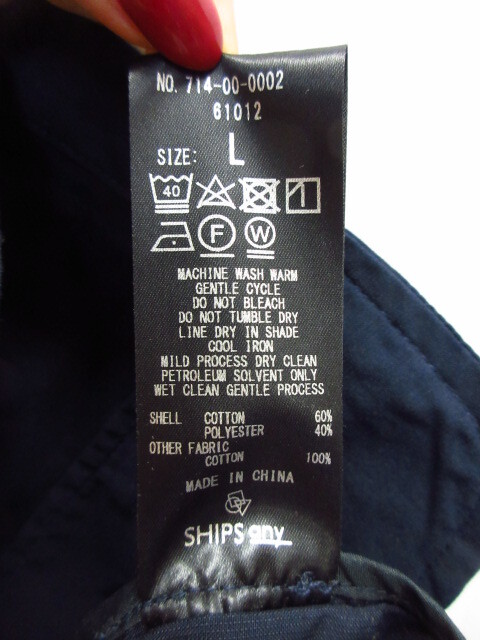 NO. 714-00-0002
61012
SIZE: L
40 1
F W
MACHINE WASH WARM
GENTLE CYCLE
DO NOT BLEACH
DO NOT TUMBLE DRY
LINE DRY IN SHADE
COOL IRON
MILD PROCESS DRY CLEAN
PETROLEUM SOLVENT ONLY
WET CLEAN GENTLE PROCESS
SHELL COTTON 60%
POLYESTER 40%
OTHER FABRIC
COTTON 100%
MADE IN CHINA
SHIPS any